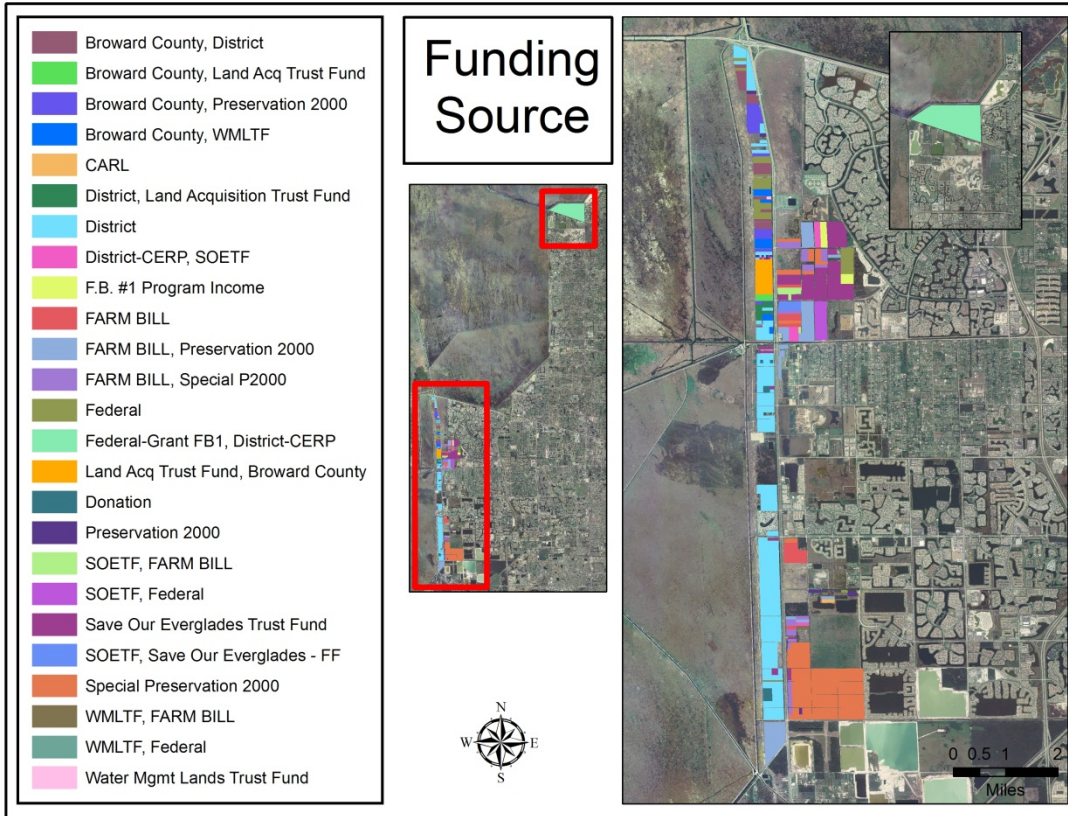 Broward County, District
Broward County, Land Acq Trust Fund
Broward County, Preservation 2000
Broward County, WMLTF
CARL
District, Land Acquisition Trust Fund
District
District-CERP, SOETF
F.B. #1 Program Income
FARM BILL
FARM BILL, Preservation 2000
FARM BILL, Special P2000
Federal
Federal-Grant FB1, District-CERP
Land Acq Trust Fund, Broward County
Donation
Preservation 2000
SOETF, FARM BILL
SOETF, Federal
Save Our Everglades Trust Fund
SOETF, Save Our Everglades - FF
Special Preservation 2000
WMLTF, FARM BILL
WMLTF, Federal
Water Mgmt Lands Trust Fund
Funding
Source
N
W E
S
0 0.5 1 2
Miles